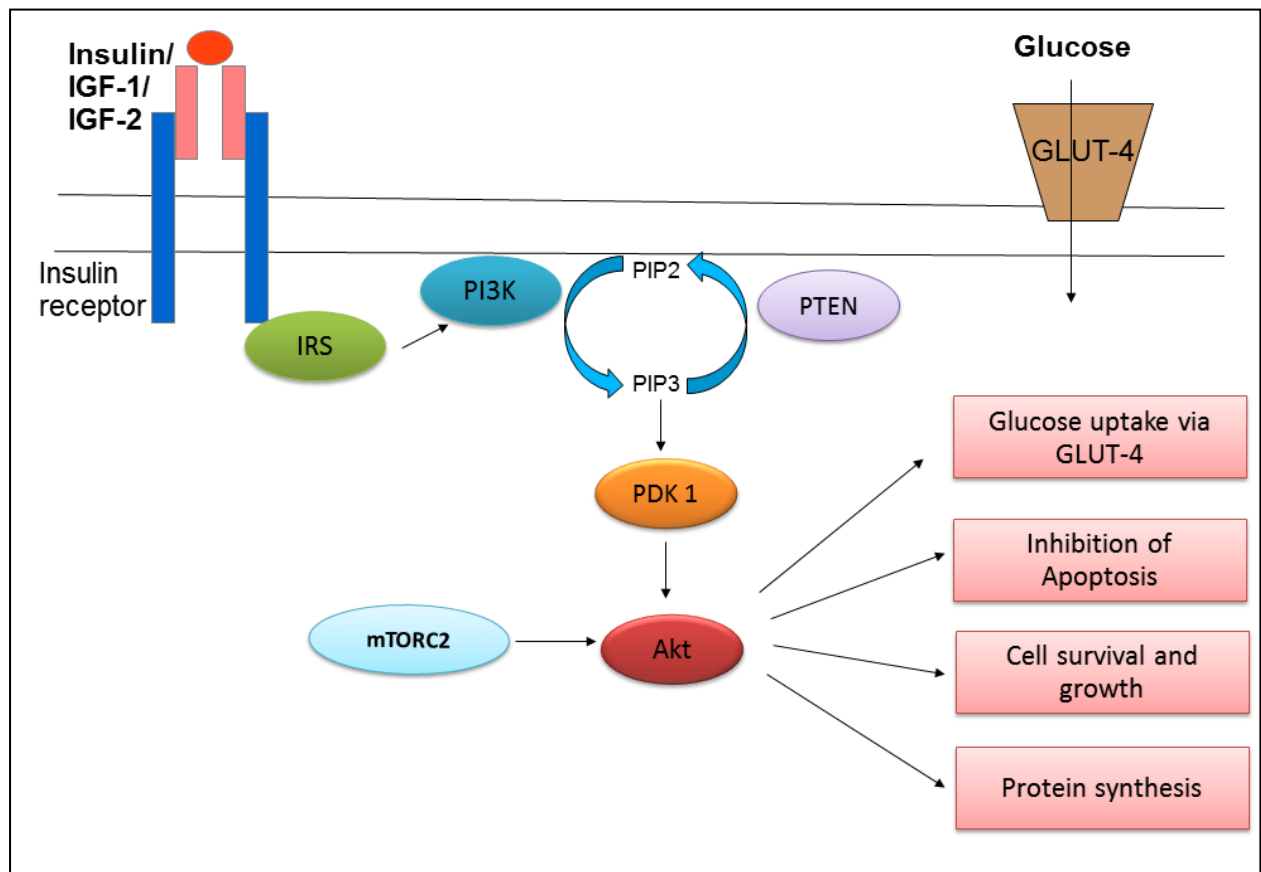 Insulin/
IGF-1/
IGF-2
Glucose
GLUT-4
Insulin
receptor
PI3K
PIP2
PTEN
IRS
PIP3
PDK 1
mTORC2
Akt
Glucose uptake via
GLUT-4
Inhibition of
Apoptosis
Cell survival and
growth
Protein synthesis